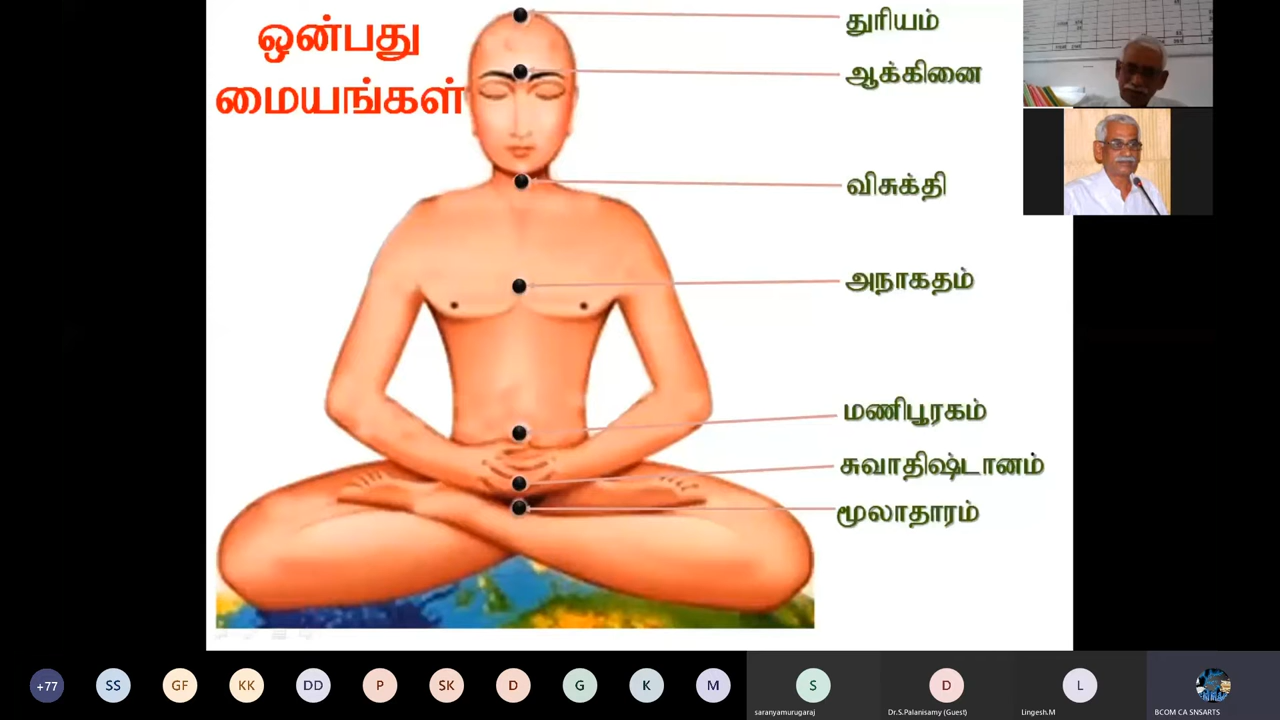 ஒன்பது
மையங்கள்
துரியம்
ஆக்கினை
விசுக்தி
அநாகதம்
மணிபூரகம்
சுவாதிஷ்டானம்
மூலாதாரம்
+77
SS
GF
KK
DD
P
SK
D
G
K
M
S
D
L
saranyamurugaraj
Dr.S.Palanisamy (Guest)
Lingesh.M
BCOM CA SNSARTS